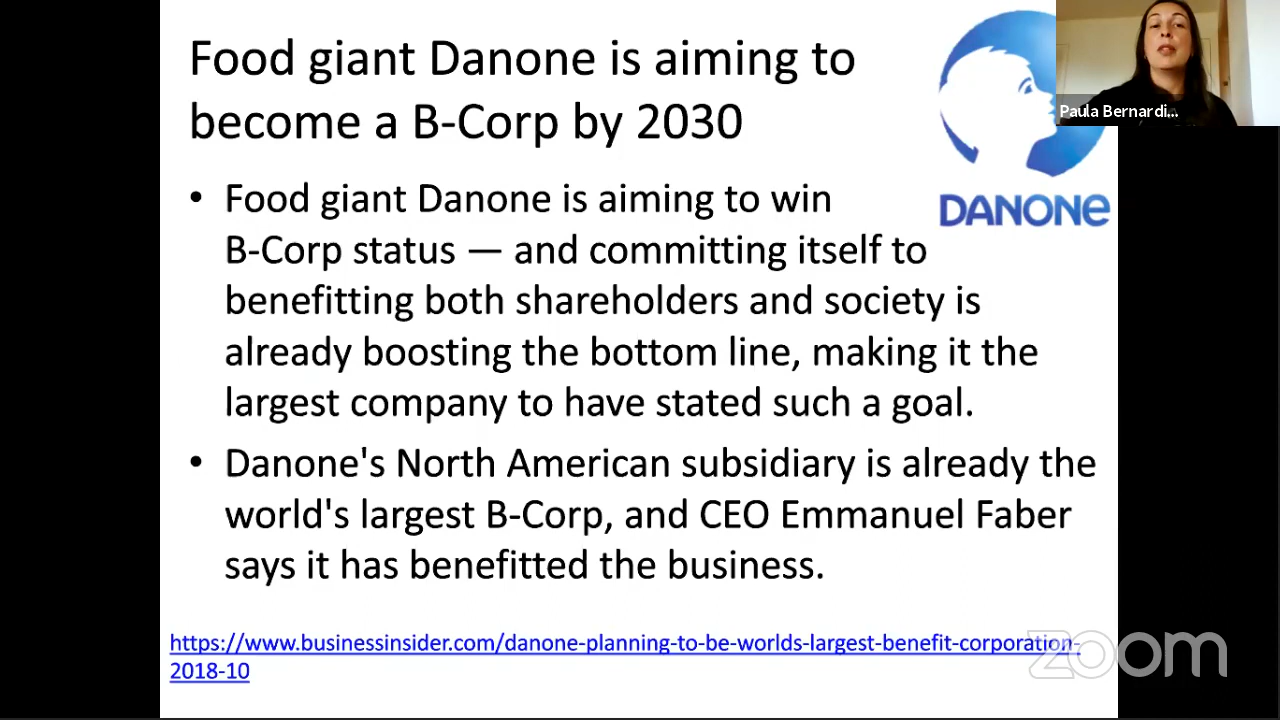 Food giant Danone is aiming to
become a B-Corp by 2030
DANONE
Paula Bernardi...
• Food giant Danone is aiming to win
B-Corp status — and committing itself to
benefitting both shareholders and society is
already boosting the bottom line, making it the
largest company to have stated such a goal.
• Danone's North American subsidiary is already the
world's largest B-Corp, and CEO Emmanuel Faber
says it has benefitted the business.
https://www.businessinsider.com/danone-planning-to-be-worlds-largest-benefit-corporation-
2018-10
zoom